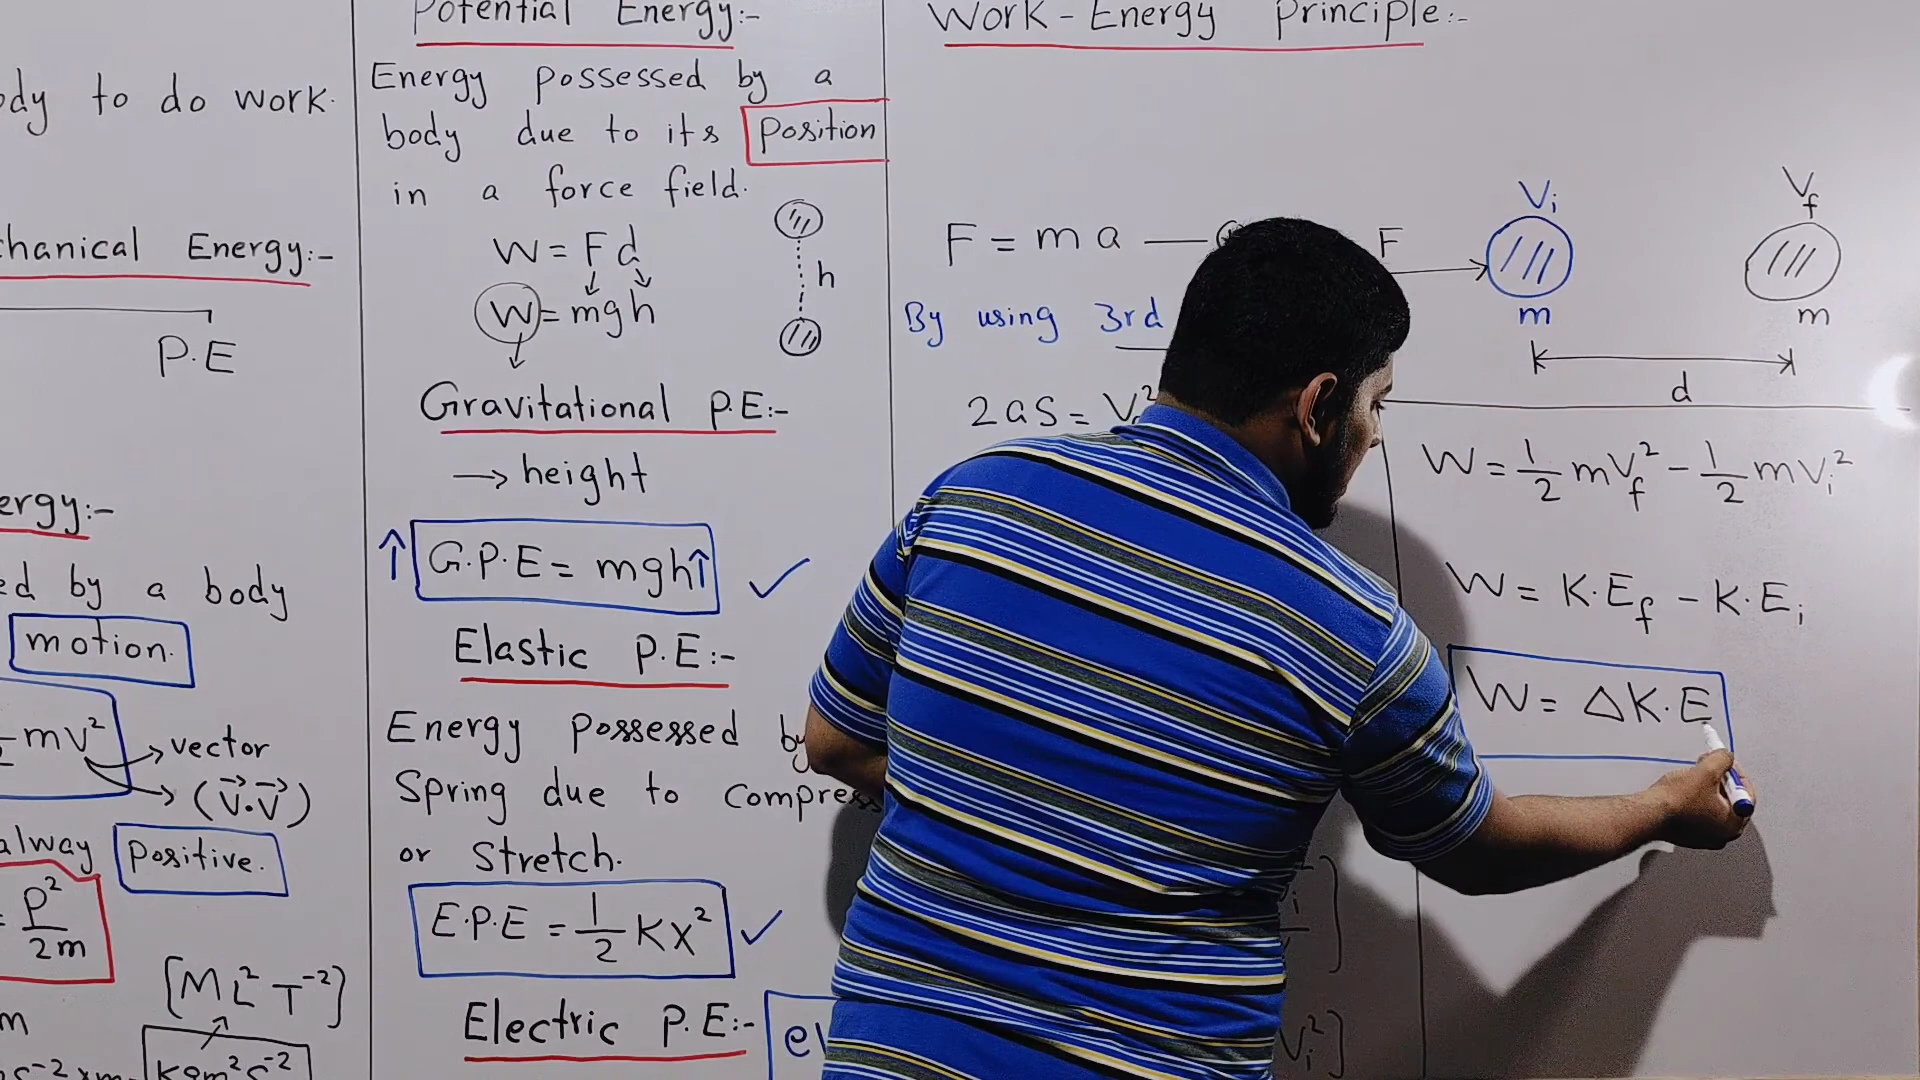 to do work.
Mechanical Energy:-
P.E
by a body
motion.
mv²
vector
(V⃗.V⃗)
alway Positive.
= P²/2m
[ML²T⁻²]
kgm²s⁻²
Potential Energy:-
Energy possessed by a
body due to its Position
in a force field.
W = Fd
W = mgh
h
Gravitational P.E:-
→ height
↑ G.P.E = mgh↑ ✓
Elastic P.E:-
Energy Possessed by
Spring due to Compress
or Stretch.
E.P.E = 1/2 Kx² ✓
Electric P.E:-
Work-Energy Principle:-
F = ma
By using 3rd
2aS = V
F
Vi
m
Vf
m
d
W = 1/2 mVf² - 1/2 mVi²
W = K.Ef - K.Ei
W = ΔK.E
Vi²]